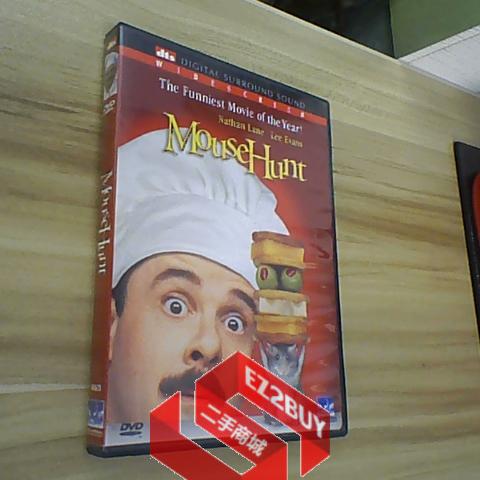 dts DIGITAL SURROUND SOUND
WIDESCREEN
The Funniest Movie of the Year!
Nathan Lane Lee Evans
MouseHunt
DVD
MouseHunt
DVD
EZ2BUY
二手商城